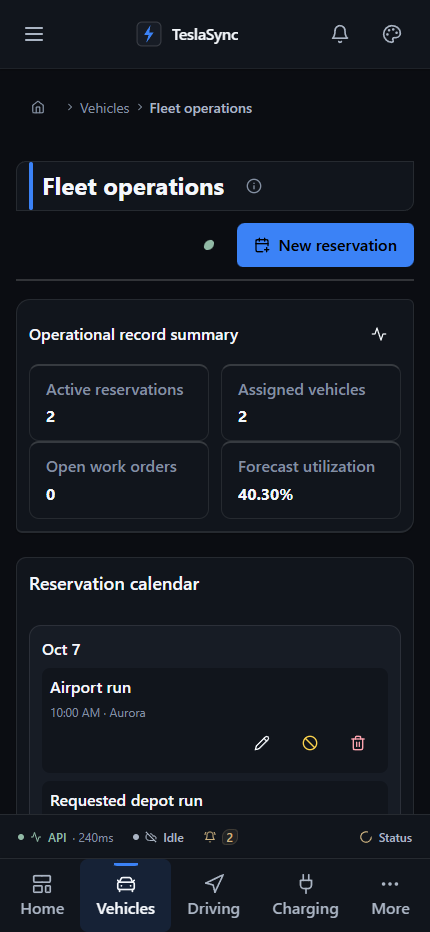 TeslaSync
Vehicles Fleet operations
Fleet operations
New reservation
Operational record summary
Active reservations
2
Assigned vehicles
2
Open work orders
0
Forecast utilization
40.30%
Reservation calendar
Oct 7
Airport run
10:00 AM · Aurora
Requested depot run
API · 240ms Idle 2 Status
Home Vehicles Driving Charging More